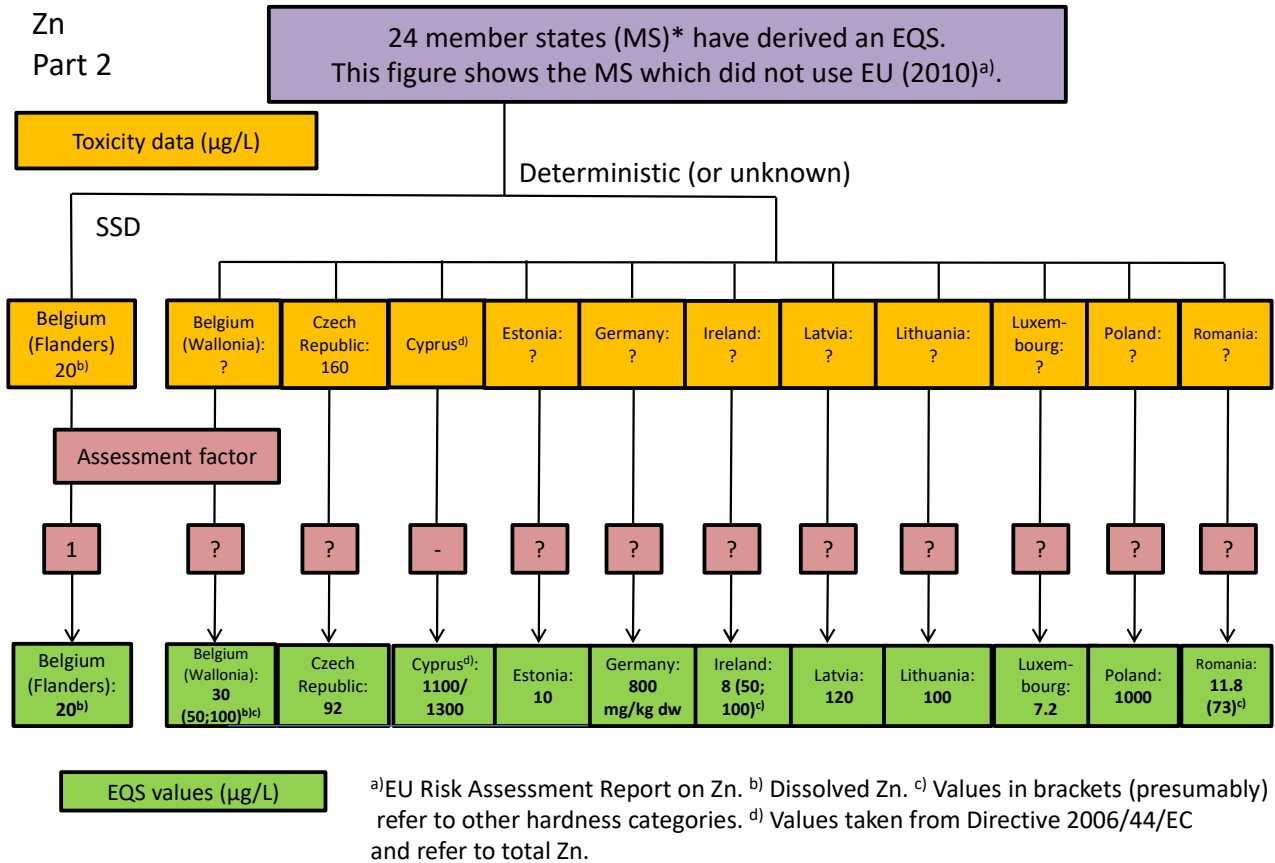 Zn
Part 2
24 member states (MS)* have derived an EQS.
This figure shows the MS which did not use EU (2010)a).
Toxicity data (µg/L)
Deterministic (or unknown)
SSD
Belgium
(Flanders)
20b)
Belgium
(Wallonia):
?
Czech
Republic:
160
Cyprusd)
Estonia:
?
Germany:
?
Ireland:
?
Latvia:
?
Lithuania:
?
Luxem-
bourg:
?
Poland:
?
Romania:
?
Assessment factor
1
?
?
-
?
?
?
?
?
?
?
?
Belgium
(Flanders):
20b)
Belgium
(Wallonia):
30
(50;100)b)c)
Czech
Republic:
92
Cyprusd):
1100/
1300
Estonia:
10
Germany:
800
mg/kg dw
Ireland:
8 (50;
100)c)
Latvia:
120
Lithuania:
100
Luxem-
bourg:
7.2
Poland:
1000
Romania:
11.8
(73)c)
EQS values (µg/L)
a)EU Risk Assessment Report on Zn. b) Dissolved Zn. c) Values in brackets (presumably)
refer to other hardness categories. d) Values taken from Directive 2006/44/EC
and refer to total Zn.